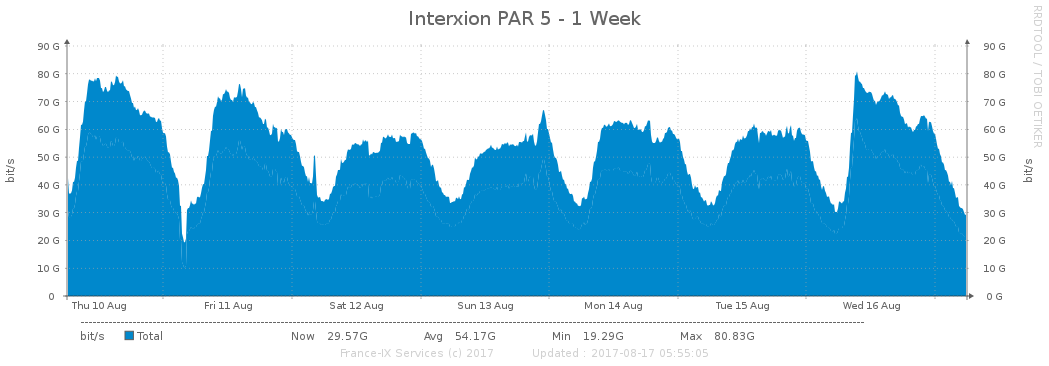 Interxion PAR 5 - 1 Week
RRDTOOL / TOBI OETIKER
bit/s
bit/s
90 G 90 G
80 G 80 G
70 G 70 G
60 G 60 G
50 G 50 G
40 G 40 G
30 G 30 G
20 G 20 G
10 G 10 G
0 0 G
Thu 10 Aug Fri 11 Aug Sat 12 Aug Sun 13 Aug Mon 14 Aug Tue 15 Aug Wed 16 Aug
bit/s Total Now 29.57G Avg 54.17G Min 19.29G Max 80.83G
France-IX Services (c) 2017 Updated : 2017-08-17 05:55:05